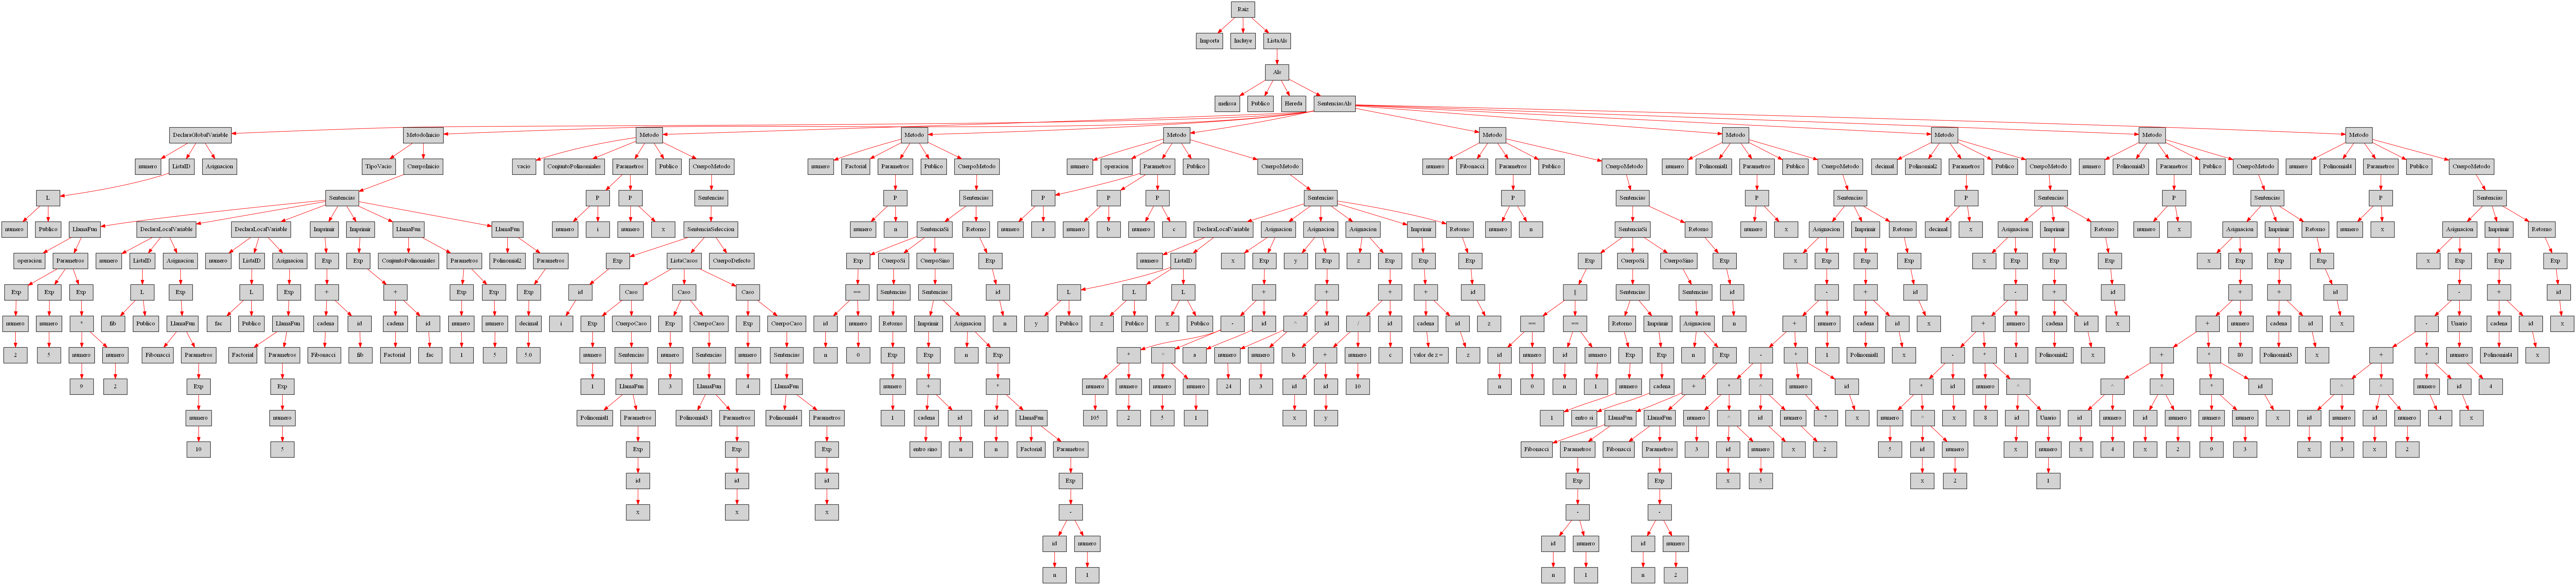 Raiz
Importa Incluye ListaAls
Als
melissa Publico Hereda SentenciasAls
DeclaraGlobalVariable MetodoInicio Metodo Metodo Metodo Metodo Metodo Metodo Metodo Metodo
numero ListaID Asignacion TipoVacio CuerpoInicio vacio ConjuntoPolinomiales Parametros Publico CuerpoMetodo numero Factorial Parametros Publico CuerpoMetodo numero operacion Parametros Publico CuerpoMetodo numero Fibonacci Parametros Publico CuerpoMetodo numero Polinomial1 Parametros Publico CuerpoMetodo decimal Polinomial2 Parametros Publico CuerpoMetodo numero Polinomial3 Parametros Publico CuerpoMetodo numero Polinomial4 Parametros Publico CuerpoMetodo
L Sentencias P P Sentencias P Sentencias P P P Sentencias P Sentencias P Sentencias P Sentencias P Sentencias P Sentencias
numero Publico LlamaFun DeclaraLocalVariable DeclaraLocalVariable Imprimir Imprimir LlamaFun LlamaFun numero i numero x SentenciaSeleccion numero n SentenciaSi Retorno numero a numero b numero c DeclaraLocalVariable Asignacion Asignacion Asignacion Imprimir Retorno numero n SentenciaSi Retorno numero x Asignacion Imprimir Retorno decimal x Asignacion Imprimir Retorno numero x Asignacion Imprimir Retorno numero x Asignacion Imprimir Retorno
operacion Parametros numero ListaID Asignacion numero ListaID Asignacion Exp Exp ConjuntoPolinomiales Parametros Polinomial2 Parametros Exp ListaCasos CuerpoDefecto Exp CuerpoSi CuerpoSino Exp numero ListaID x Exp y Exp z Exp Exp Exp Exp CuerpoSi CuerpoSino Exp x Exp Exp Exp x Exp Exp Exp x Exp Exp Exp x Exp Exp Exp
Exp Exp Exp L Exp L Exp + + Exp Exp Exp id Caso Caso Caso == Sentencias Sentencias id L L L + + + + id Sentencias Sentencias id - + id - + id + + id - + id
numero numero * fib Publico LlamaFun fac Publico LlamaFun cadena id cadena id numero numero decimal i Exp CuerpoCaso Exp CuerpoCaso Exp CuerpoCaso id numero Retorno Imprimir Asignacion n y Publico z Publico x Publico - id ^ id / id cadena id z == == Retorno Imprimir Asignacion n + numero cadena id x + numero cadena id x + 80 cadena id x - Unario cadena id x
2 5 numero numero Fibonacci Parametros Factorial Parametros Fibonacci fib Factorial fac 1 5 5.0 numero Sentencias numero Sentencias numero Sentencias n 0 Exp Exp n Exp * ^ a numero numero b + numero c valor de z = z id numero id numero Exp Exp n Exp - * 1 Polinomial1 x - * 1 Polinomial2 x + * Polinomial3 x + * numero Polinomial4 x
9 2 Exp Exp 1 LlamaFun 3 LlamaFun 4 LlamaFun numero + * numero numero numero numero 24 3 id id 10 n 0 n 1 numero cadena + * ^ numero id * id numero ^ ^ ^ * id ^ ^ numero id 4
numero numero Polinomial1 Parametros Polinomial3 Parametros Polinomial4 Parametros 1 cadena id id LlamaFun 105 2 5 1 x y 1 entro si LlamaFun LlamaFun numero ^ id numero 7 x numero ^ x 8 id Unario id numero id numero numero numero x id numero id numero 4 x
10 5 Exp Exp Exp entro sino n n Factorial Parametros Fibonacci Parametros Fibonacci Parametros 3 id numero x 2 5 id numero x numero x 4 x 2 9 3 x 3 x 2
id id id Exp Exp Exp x 5 x 2 1
x x x - - -
id numero id numero id numero
n 1 n 1 n 2